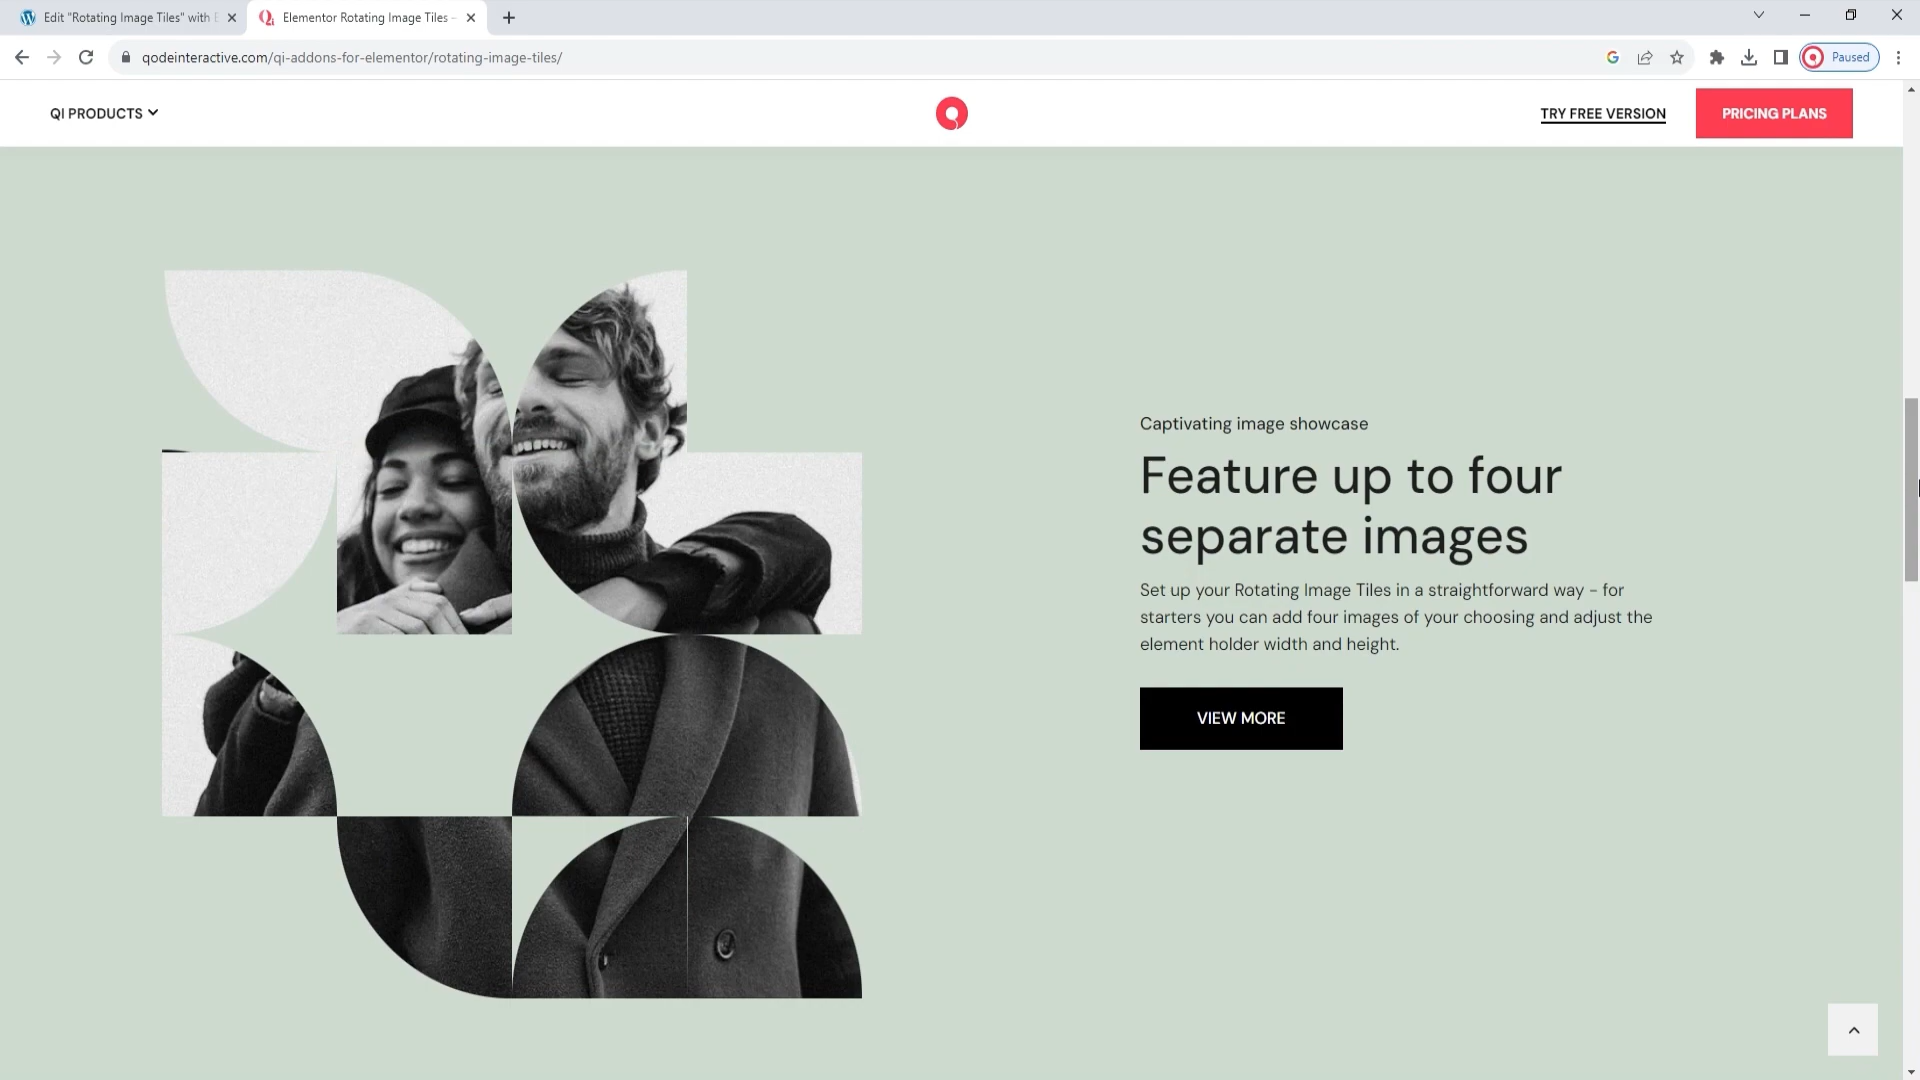 Edit "Rotating Image Tiles" with
Elementor Rotating Image Tiles -
qodeinteractive.com/qi-addons-for-elementor/rotating-image-tiles/
Paused
QI PRODUCTS
TRY FREE VERSION
PRICING PLANS
Captivating image showcase
Feature up to four
separate images
Set up your Rotating Image Tiles in a straightforward way - for
starters you can add four images of your choosing and adjust the
element holder width and height.
VIEW MORE